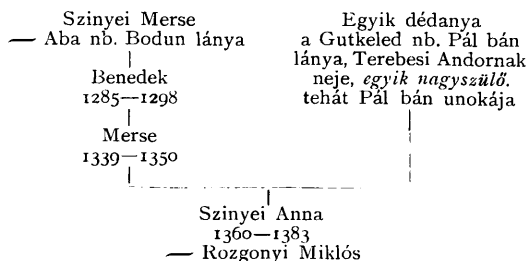 Szinyei Merse
— Aba nb. Bodun lánya
Benedek
1285—1298
Merse
1339—1350
Egyik dédanya
a Gutkeled nb. Pál bán
lánya, Terebesi Andornak
neje, egyik nagyszülő.
tehát Pál bán unokája
Szinyei Anna
1360—1383
— Rozgonyi Miklós